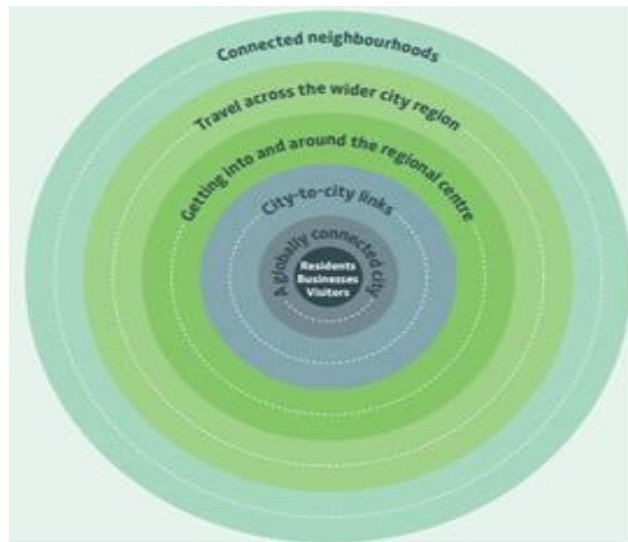 Connected neighbourhoods
Travel across the wider city region
Getting into and around the regional centre
City-to-city links
A globally connected city
Residents
Businesses
Visitors